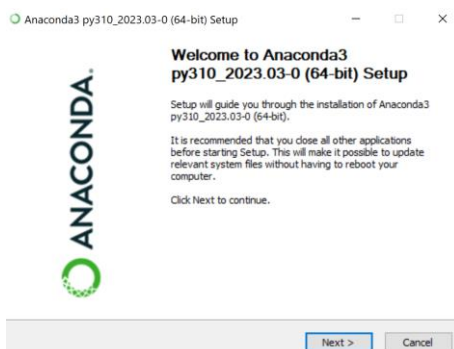 Anaconda3 py310_2023.03-0 (64-bit) Setup
ANACONDA.
Welcome to Anaconda3
py310_2023.03-0 (64-bit) Setup
Setup will guide you through the installation of Anaconda3
py310_2023.03-0 (64-bit).
It is recommended that you close all other applications
before starting Setup. This will make it possible to update
relevant system files without having to reboot your
computer.
Click Next to continue.
Next >
Cancel